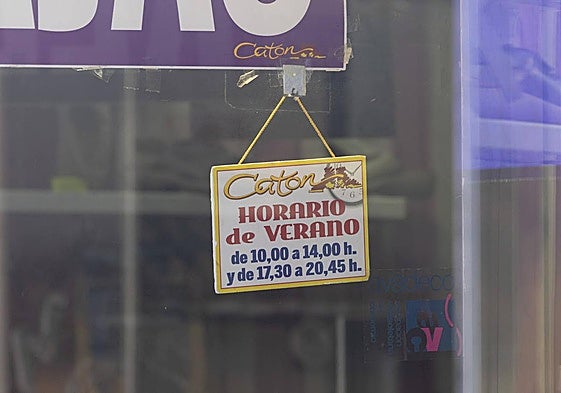 Catón
Catón
HORARIO
de VERANO
de 10,00 a 14,00 h.
y de 17,30 a 20,45 h.